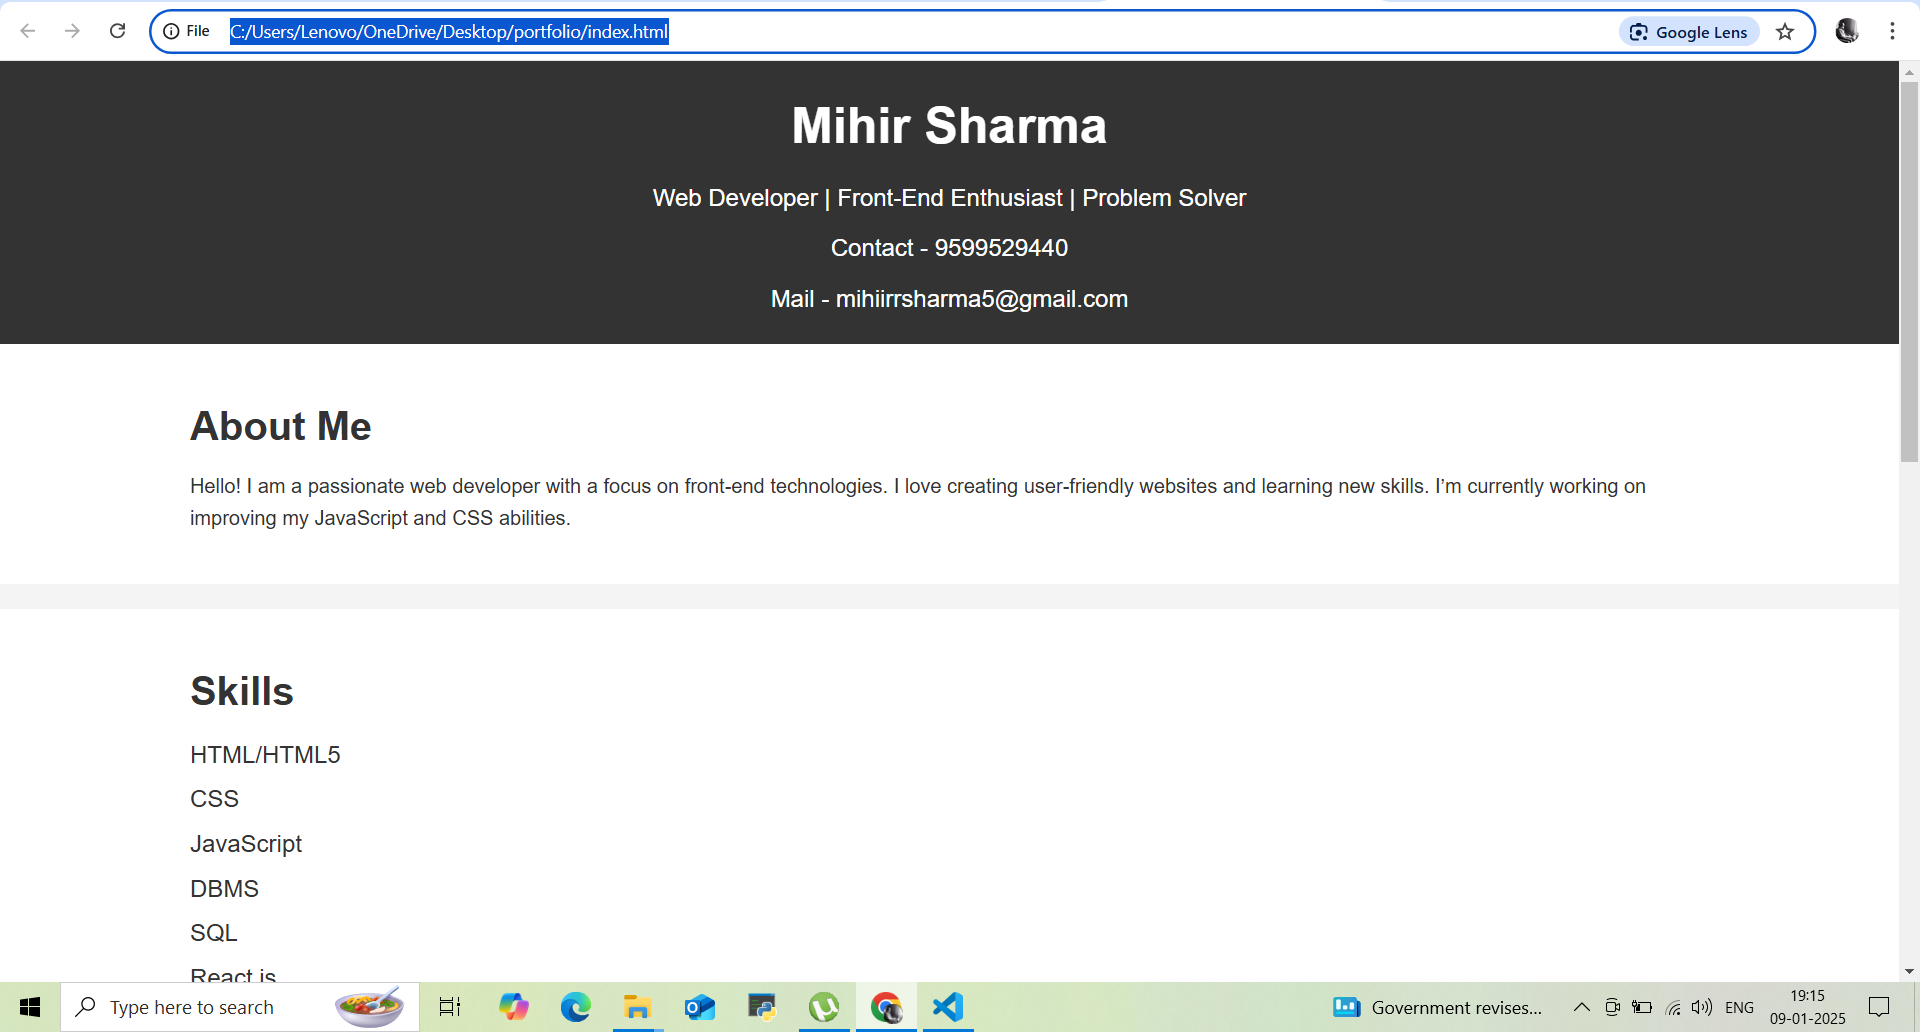 File
C:/Users/Lenovo/OneDrive/Desktop/portfolio/index.html
Google Lens
Mihir Sharma
Web Developer | Front-End Enthusiast | Problem Solver
Contact - 9599529440
Mail - mihiirrsharma5@gmail.com
About Me
Hello! I am a passionate web developer with a focus on front-end technologies. I love creating user-friendly websites and learning new skills. I’m currently working on
improving my JavaScript and CSS abilities.
Skills
HTML/HTML5
CSS
JavaScript
DBMS
SQL
React js
Type here to search
Government revises...
ENG
19:15
09-01-2025